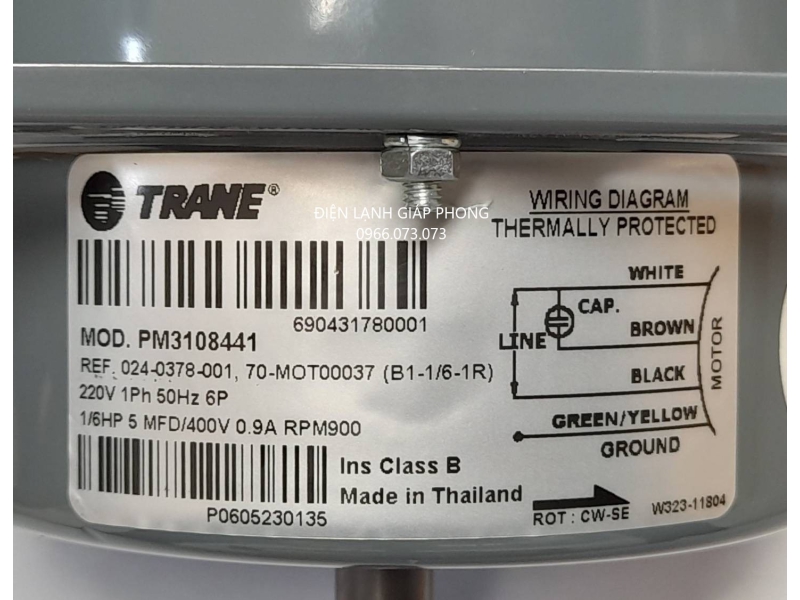 TRANE®
ĐIỆN LẠNH GIÁP PHONG
0966.073.073
690431780001
MOD. PM3108441
REF. 024-0378-001, 70-MOT00037 (B1-1/6-1R)
220V 1Ph 50Hz 6P
1/6HP 5 MFD/400V 0.9A RPM900
P0605230135
Ins Class B
Made in Thailand
WIRING DIAGRAM
THERMALLY PROTECTED
WHITE
CAP.
LINE
BROWN
BLACK
MOTOR
GREEN/YELLOW
GROUND
ROT : CW-SE
W323-11804